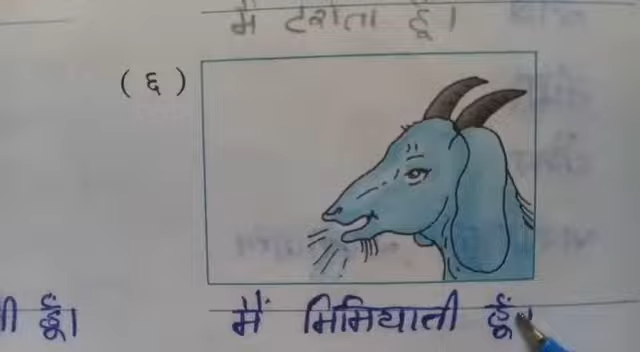 मैं टर्राता हूँ।
(६)
हूँ।
मैं मिमियाती हूँ।